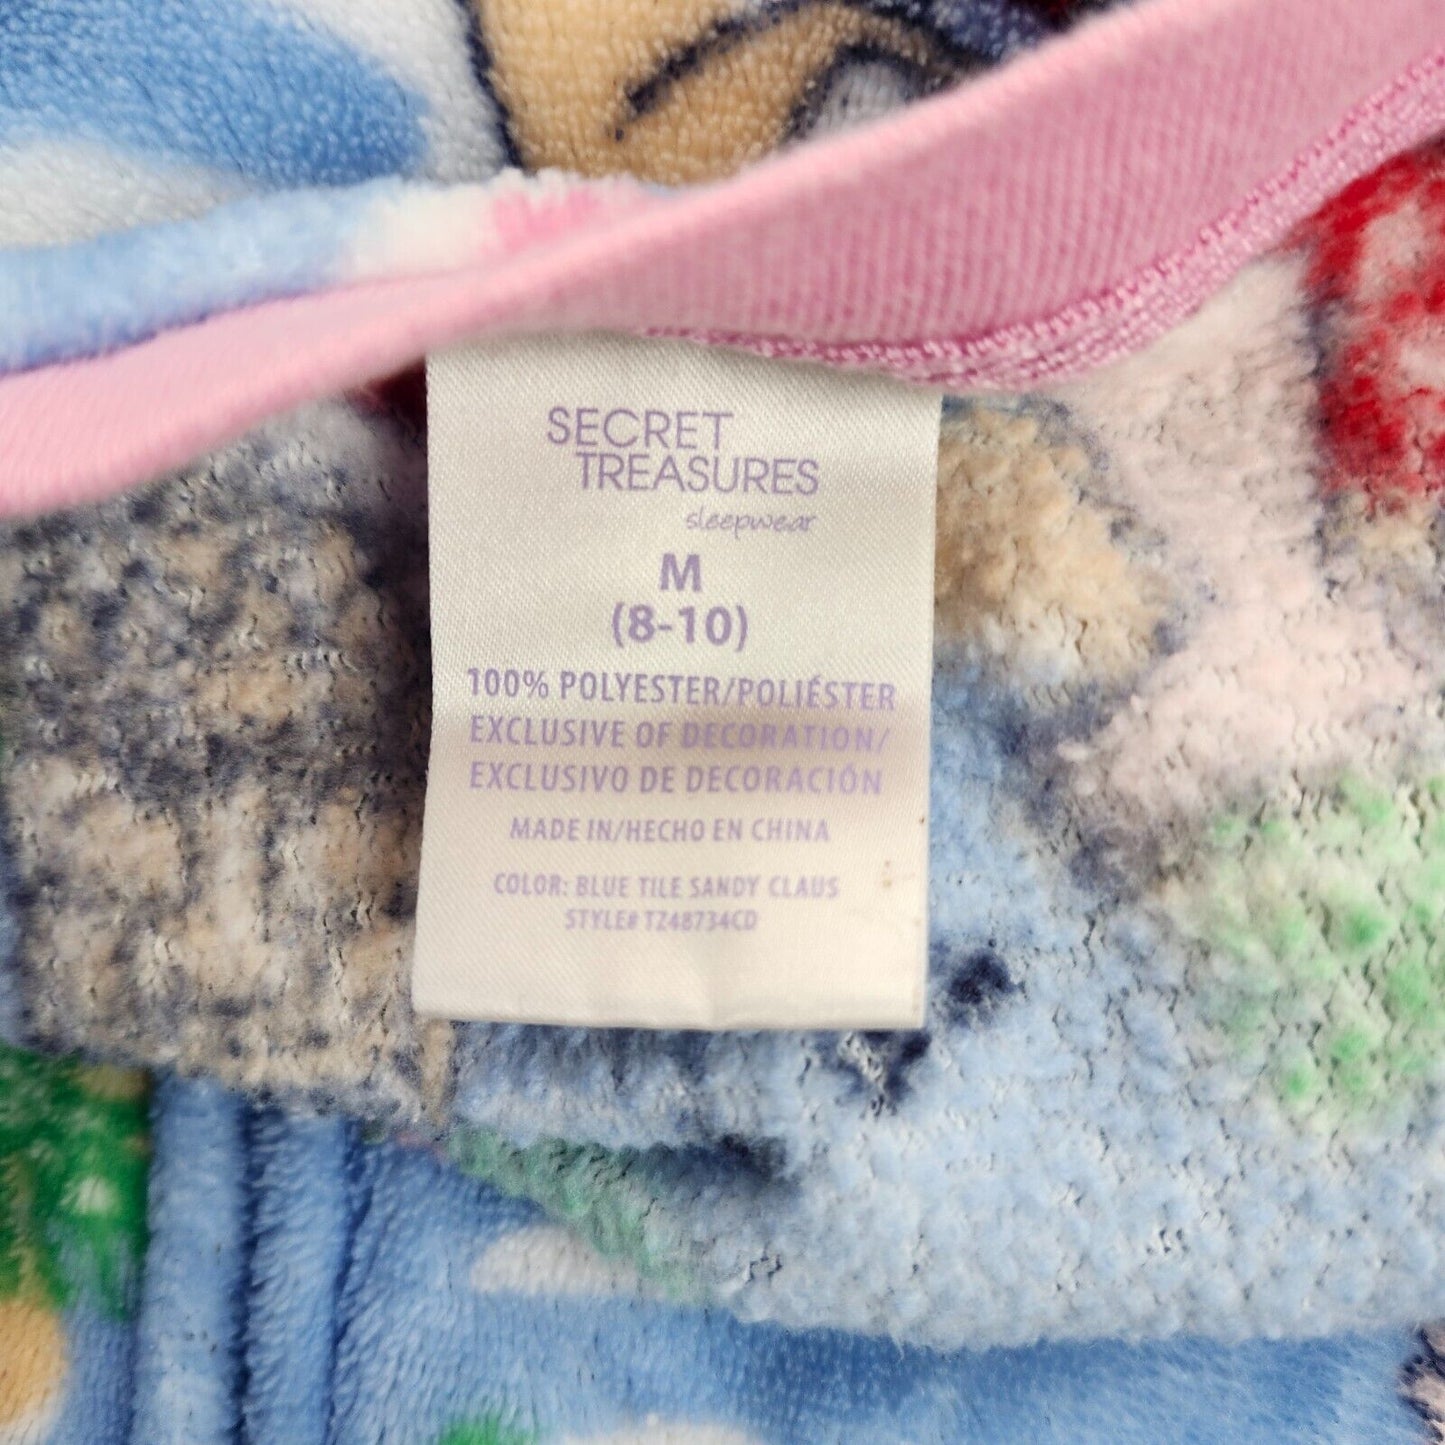 SECRET
TREASURES
sleepwear
M
(8-10)
100% POLYESTER/POLIÉSTER
EXCLUSIVE OF DECORATION/
EXCLUSIVO DE DECORACIÓN
MADE IN/HECHO EN CHINA
COLOR: BLUE TILE SANDY CLAUS
STYLE# TZ48734CD